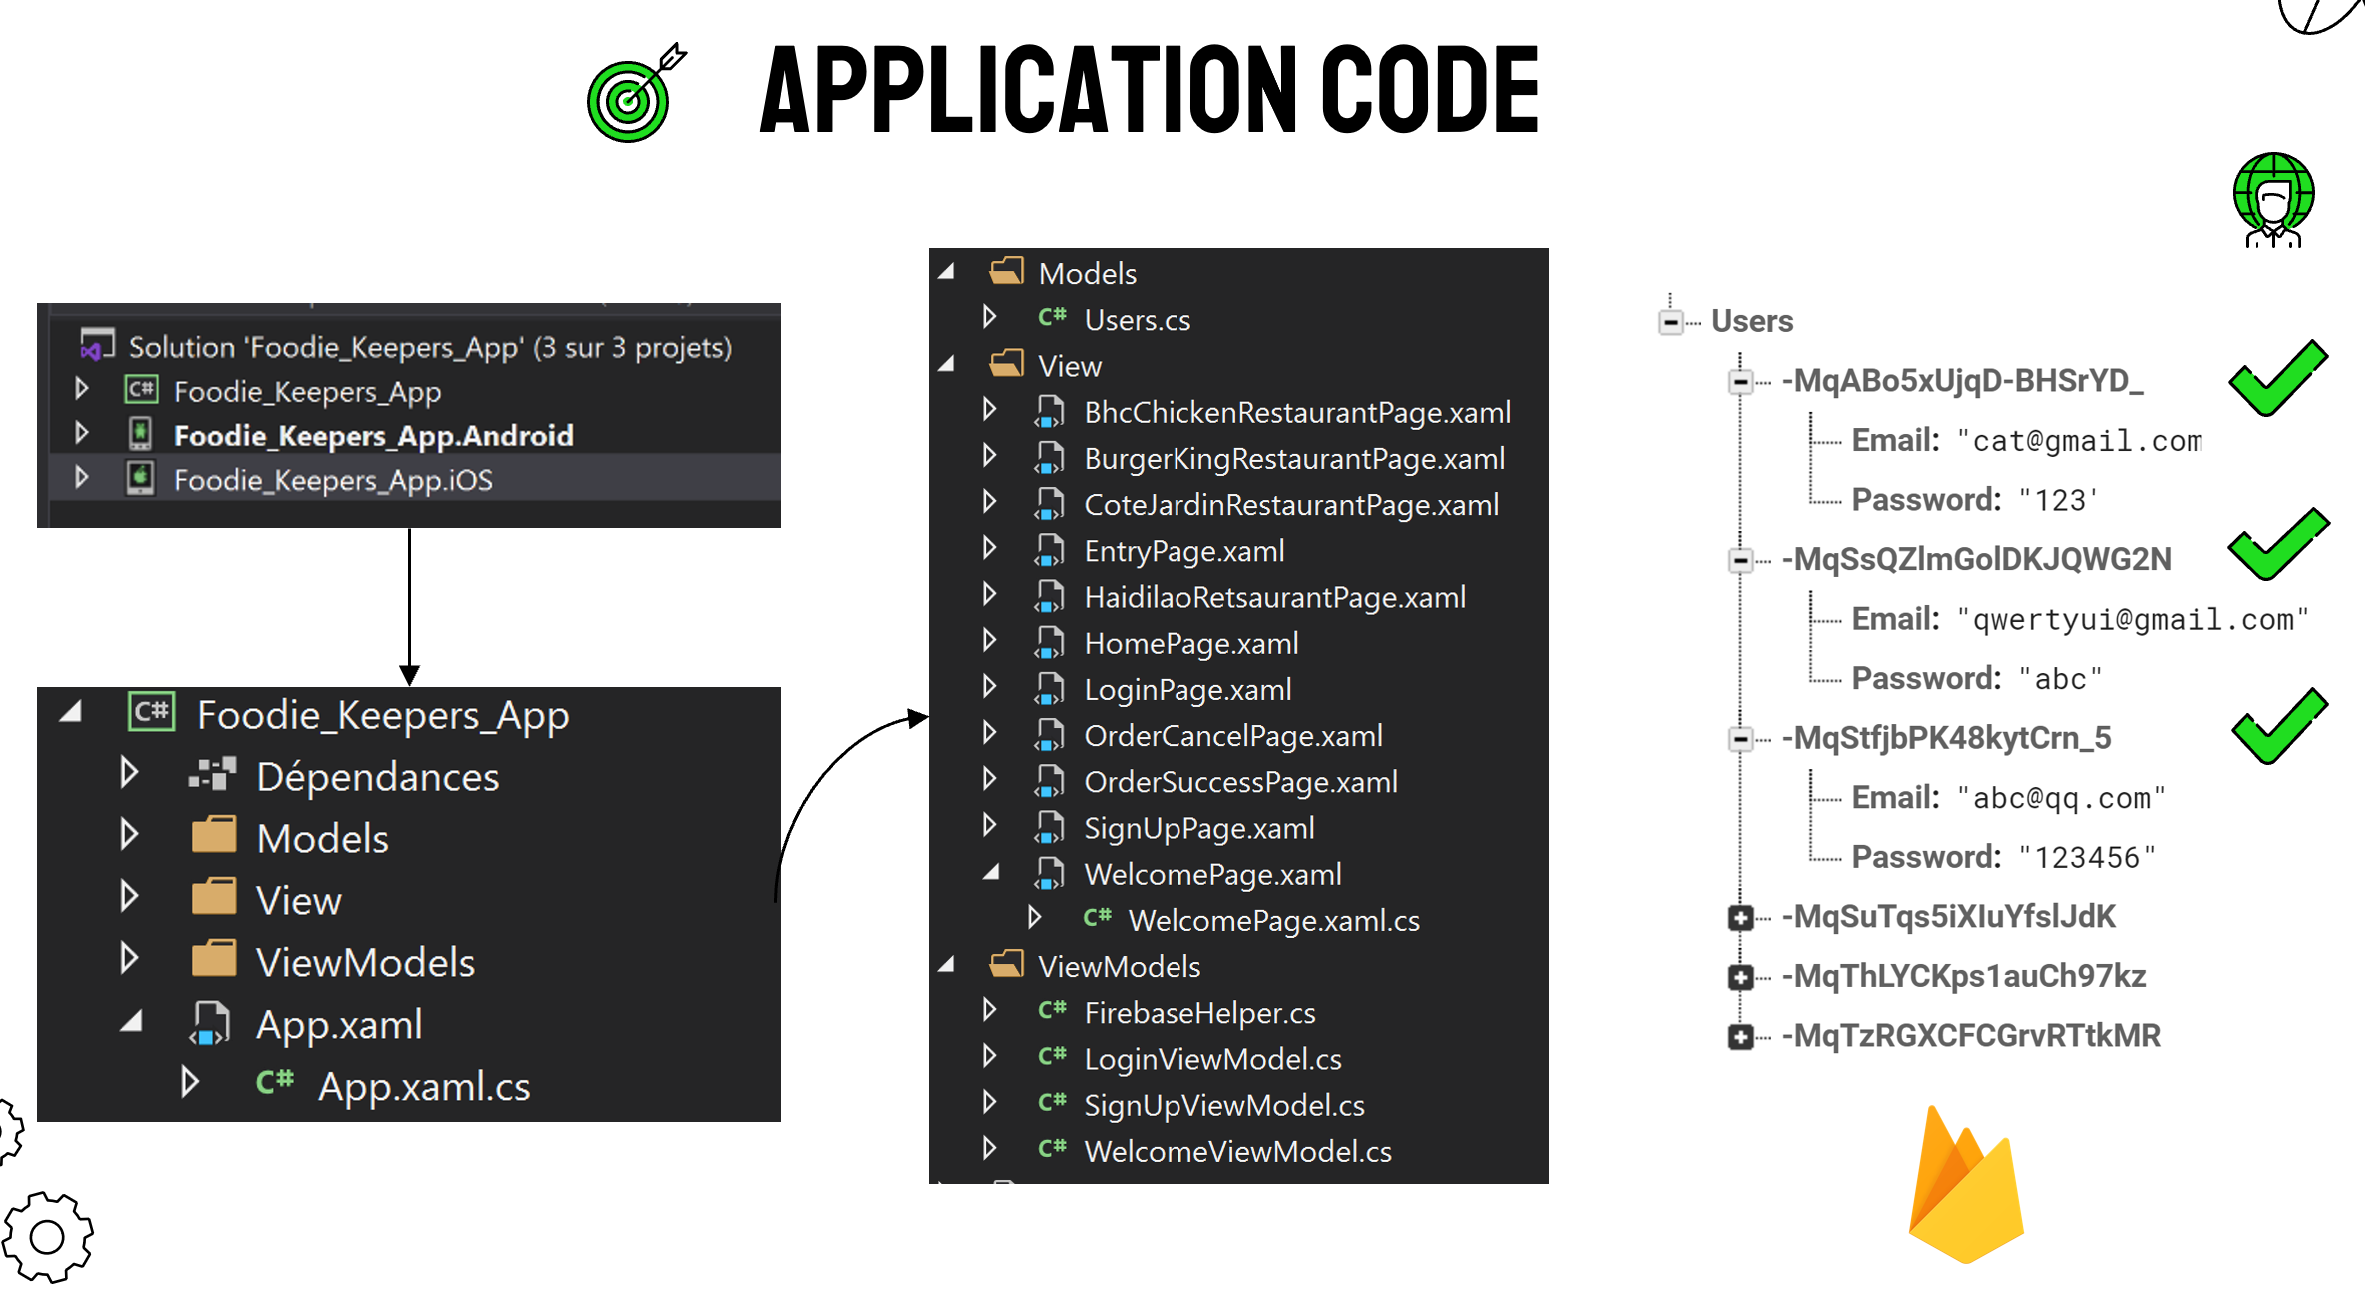 APPLICATION CODE
Solution 'Foodie_Keepers_App' (3 sur 3 projets)
C# Foodie_Keepers_App
Foodie_Keepers_App.Android
Foodie_Keepers_App.iOS
C# Foodie_Keepers_App
Dépendances
Models
View
ViewModels
App.xaml
C# App.xaml.cs
Models
C# Users.cs
View
BhcChickenRestaurantPage.xaml
BurgerKingRestaurantPage.xaml
CoteJardinRestaurantPage.xaml
EntryPage.xaml
HaidilaoRetsaurantPage.xaml
HomePage.xaml
LoginPage.xaml
OrderCancelPage.xaml
OrderSuccessPage.xaml
SignUpPage.xaml
WelcomePage.xaml
C# WelcomePage.xaml.cs
ViewModels
C# FirebaseHelper.cs
C# LoginViewModel.cs
C# SignUpViewModel.cs
C# WelcomeViewModel.cs
Users
-MqABo5xUjqD-BHSrYD_
Email: "cat@gmail.com
Password: "123'
-MqSsQZlmGolDKJQWG2N
Email: "qwertyui@gmail.com"
Password: "abc"
-MqStfjbPK48kytCrn_5
Email: "abc@qq.com"
Password: "123456"
-MqSuTqs5iXIuYfslJdK
-MqThLYCKps1auCh97kz
-MqTzRGXCFCGrvRTtkMR